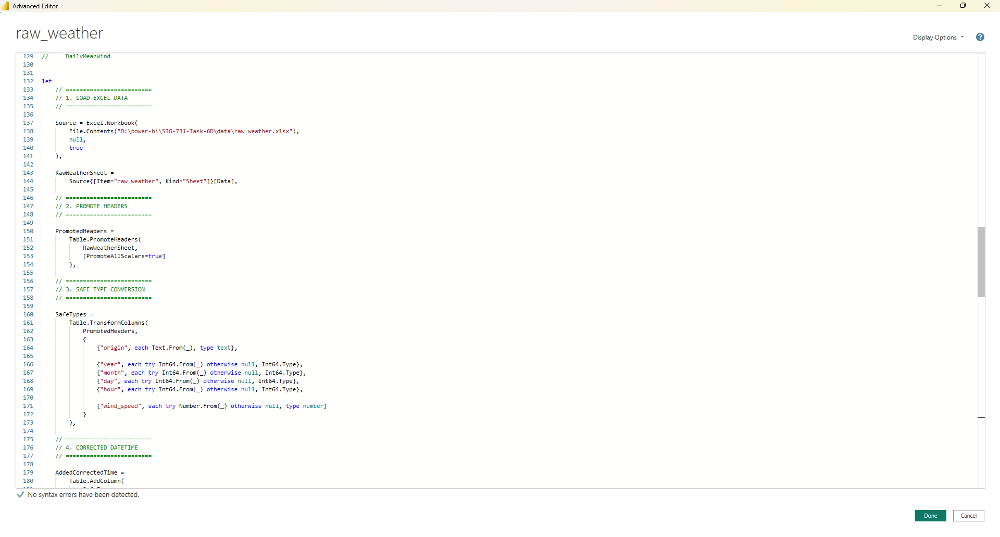 Advanced Editor
raw_weather
Display Options
?
129 //     DailyMeanWind
130
131
132 let
133     // =========================
134     // 1. LOAD EXCEL DATA
135     // =========================
136
137     Source = Excel.Workbook(
138         File.Contents("D:\power-bi\SIG-731-Task-6D\data\raw_weather.xlsx"),
139         null,
140         true
141     ),
142
143     RawWeatherSheet =
144         Source{[Item="raw_weather", Kind="Sheet"]}[Data],
145
146     // =========================
147     // 2. PROMOTE HEADERS
148     // =========================
149
150     PromotedHeaders =
151         Table.PromoteHeaders(
152             RawWeatherSheet,
153             [PromoteAllScalars=true]
154         ),
155
156     // =========================
157     // 3. SAFE TYPE CONVERSION
158     // =========================
159
160     SafeTypes =
161         Table.TransformColumns(
162             PromotedHeaders,
163             {
164                 {"origin", each Text.From(_), type text},
165
166                 {"year", each try Int64.From(_) otherwise null, Int64.Type},
167                 {"month", each try Int64.From(_) otherwise null, Int64.Type},
168                 {"day", each try Int64.From(_) otherwise null, Int64.Type},
169                 {"hour", each try Int64.From(_) otherwise null, Int64.Type},
170
171                 {"wind_speed", each try Number.From(_) otherwise null, type number}
172             }
173         ),
174
175     // =========================
176     // 4. CORRECTED DATETIME
177     // =========================
178
179     AddedCorrectedTime =
180         Table.AddColumn(
No syntax errors have been detected.
Done
Cancel